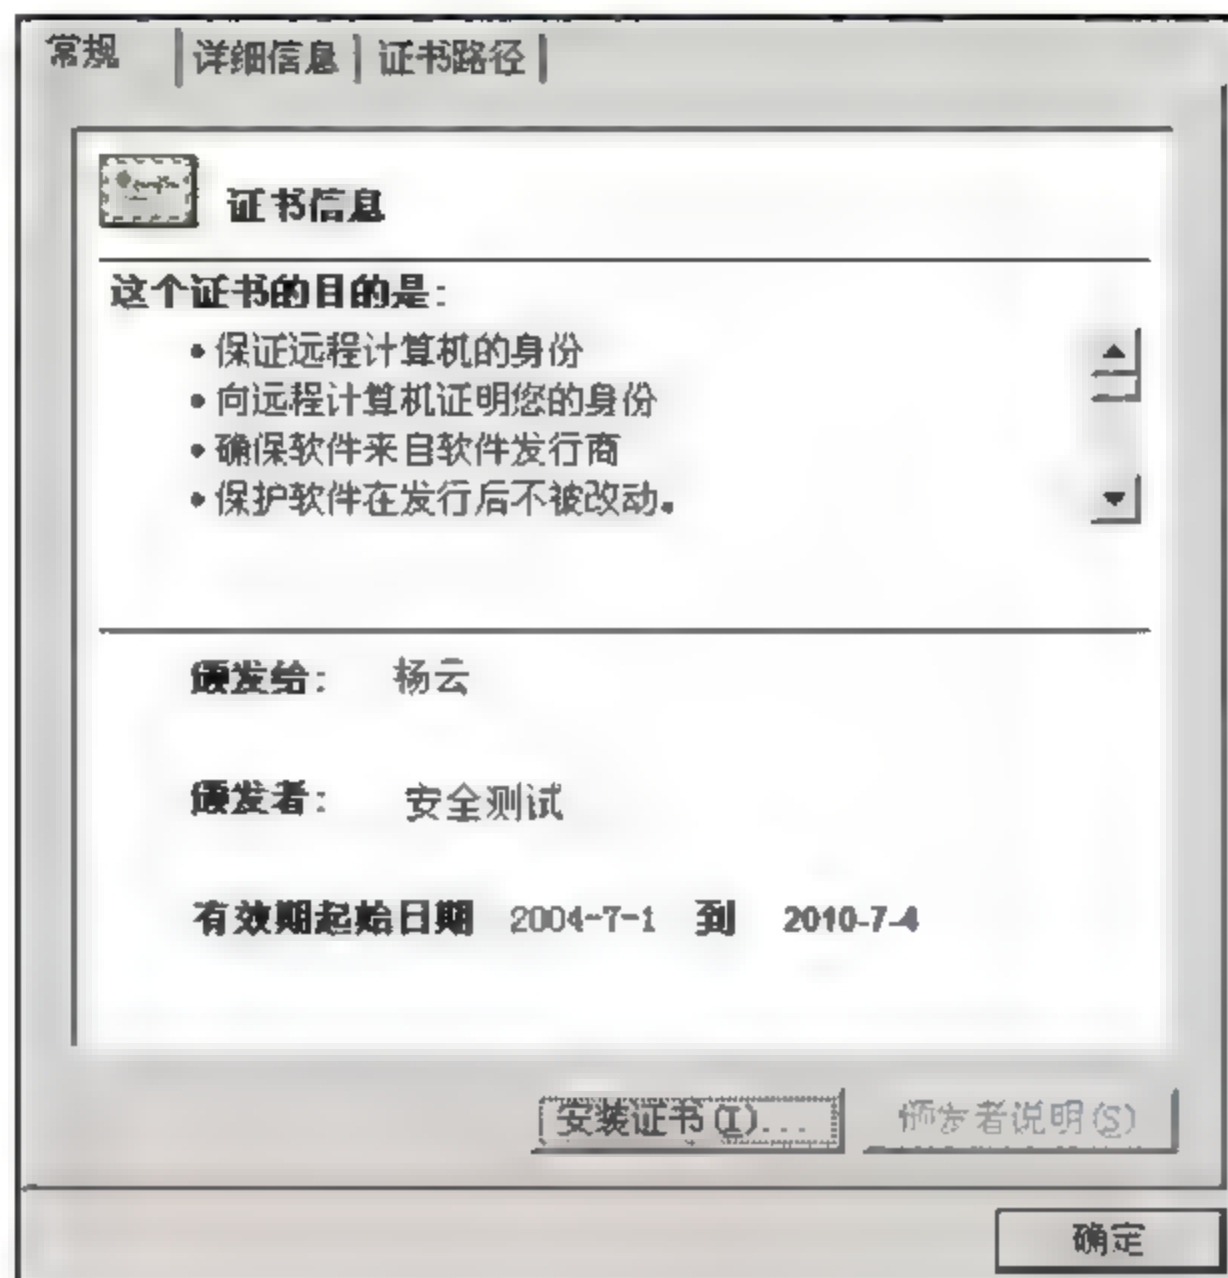 常规 详细信息 证书路径
证书信息
这个证书的目的是:
•保证远程计算机的身份
•向远程计算机证明您的身份
•确保软件来自软件发行商
•保护软件在发行后不被改动。
颁发给: 杨云
颁发者: 安全测试
有效期起始日期 2004-7-1 到 2010-7-4
安装证书(I)... 颁发者说明(S)
确定